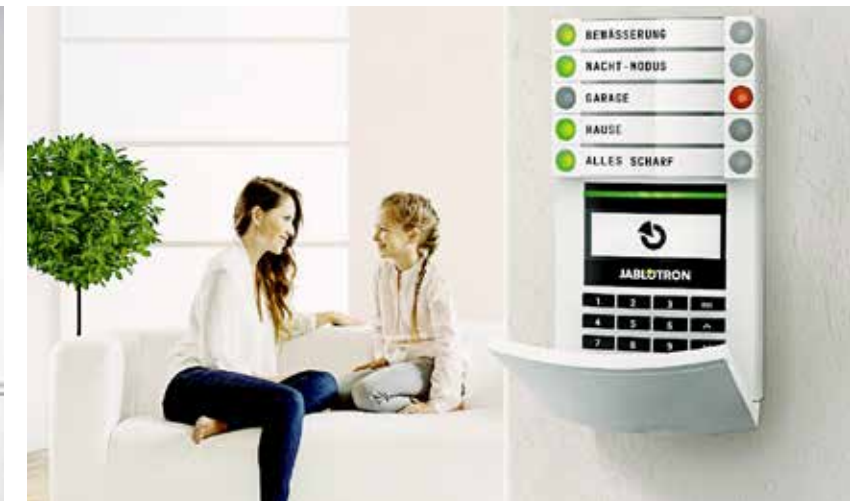 BEWÄSSERUNG
NACHT-MODUS
GARAGE
HAUSE
ALLES SCHARF
JABLOTRON
1 2 3
4 5 6
7 8 9